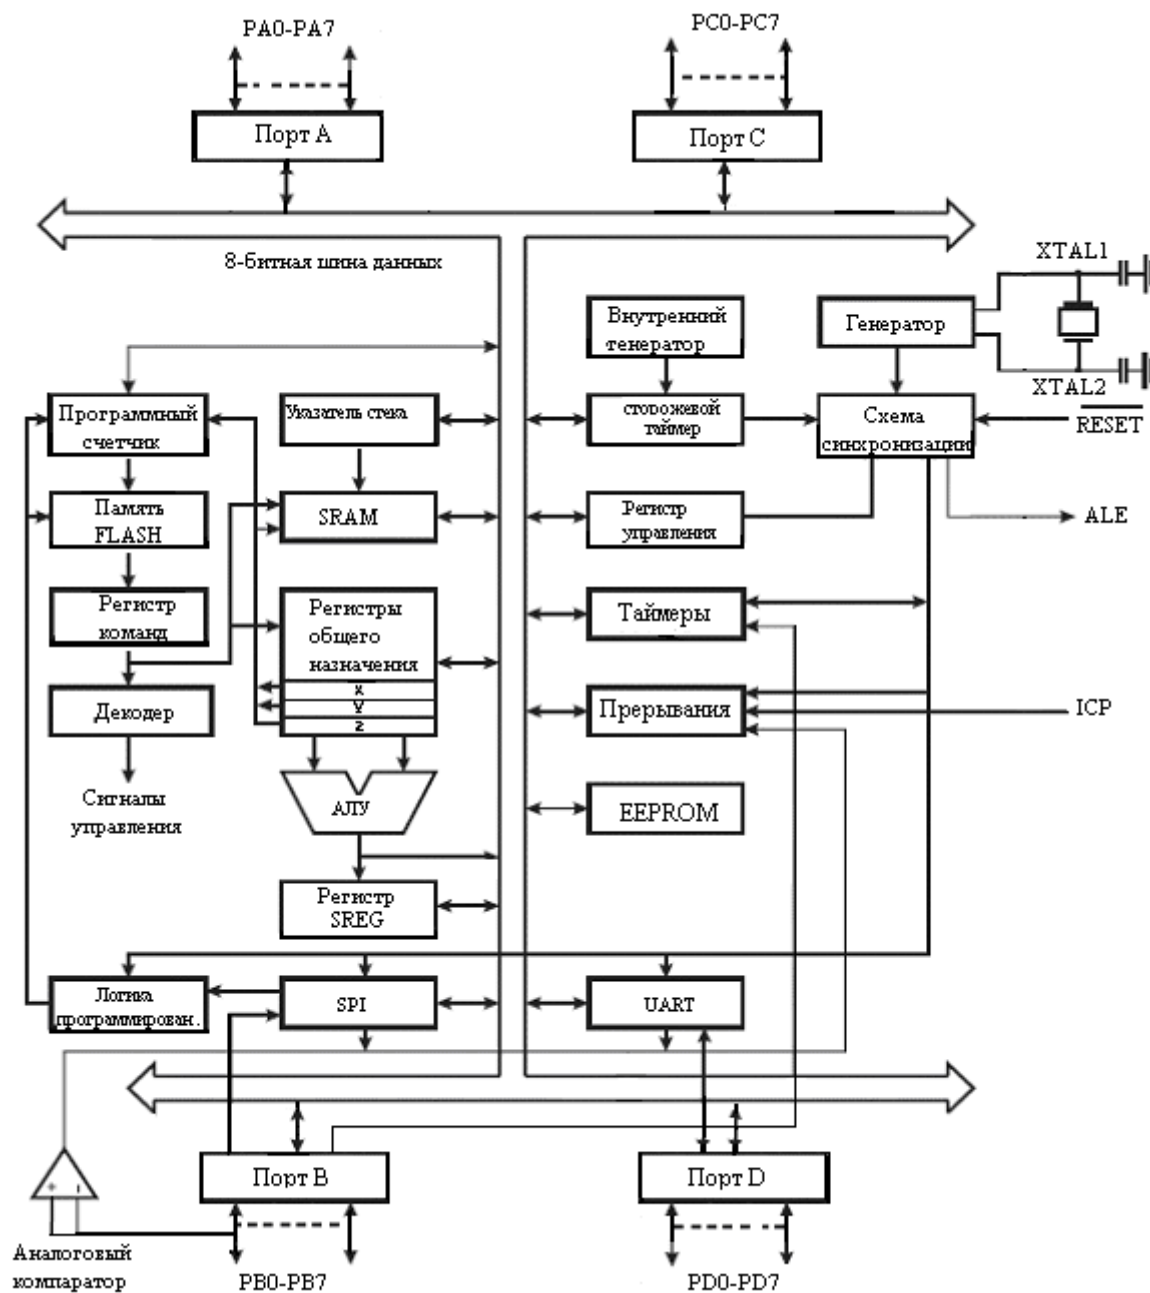 PA0-PA7
PC0-PC7
Порт A
Порт C
8-битная шина данных
XTAL1
Внутренний
тенератор
Генератор
XTAL2
Программный
счетчик
Указатель стека
сторожевой
таймер
Схема
синхронизации
RESET
Память
FLASH
SRAM
Регистр
управления
ALE
Регистр
команд
Регистры
общего
назначения
X
Y
Z
Таймеры
Декодер
Прерывания
ICP
Сигналы
управления
АЛУ
EEPROM
Регистр
SREG
Логика
программирован.
SPI
UART
+
-
Порт B
Порт D
Аналоговый
компаратор
PB0-PB7
PD0-PD7